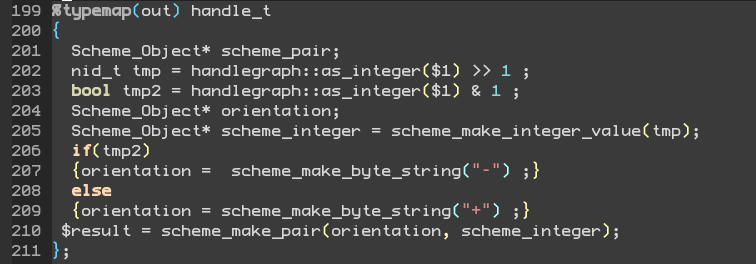 199 %typemap(out) handle_t
200 {
201   Scheme_Object* scheme_pair;
202   nid_t tmp = handlegraph::as_integer($1) >> 1 ;
203   bool tmp2 = handlegraph::as_integer($1) & 1 ;
204   Scheme_Object* orientation;
205   Scheme_Object* scheme_integer = scheme_make_integer_value(tmp);
206   if(tmp2)
207   {orientation =  scheme_make_byte_string("-") ;}
208   else
209   {orientation = scheme_make_byte_string("+") ;}
210  $result = scheme_make_pair(orientation, scheme_integer);
211 };